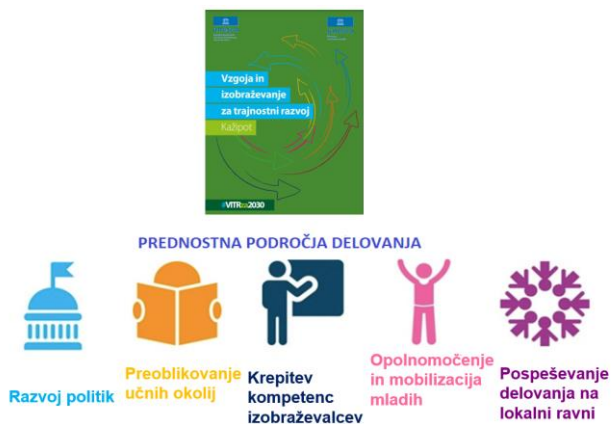 Vzgoja in
izobraževanje
za trajnostni razvoj
Kažipot
#VITRza2030
PREDNOSTNA PODROČJA DELOVANJA
Razvoj politik
Preoblikovanje
učnih okolij
Krepitev
kompetenc
izobraževalcev
Opolnomočenje
in mobilizacija
mladih
Pospeševanje
delovanja na
lokalni ravni